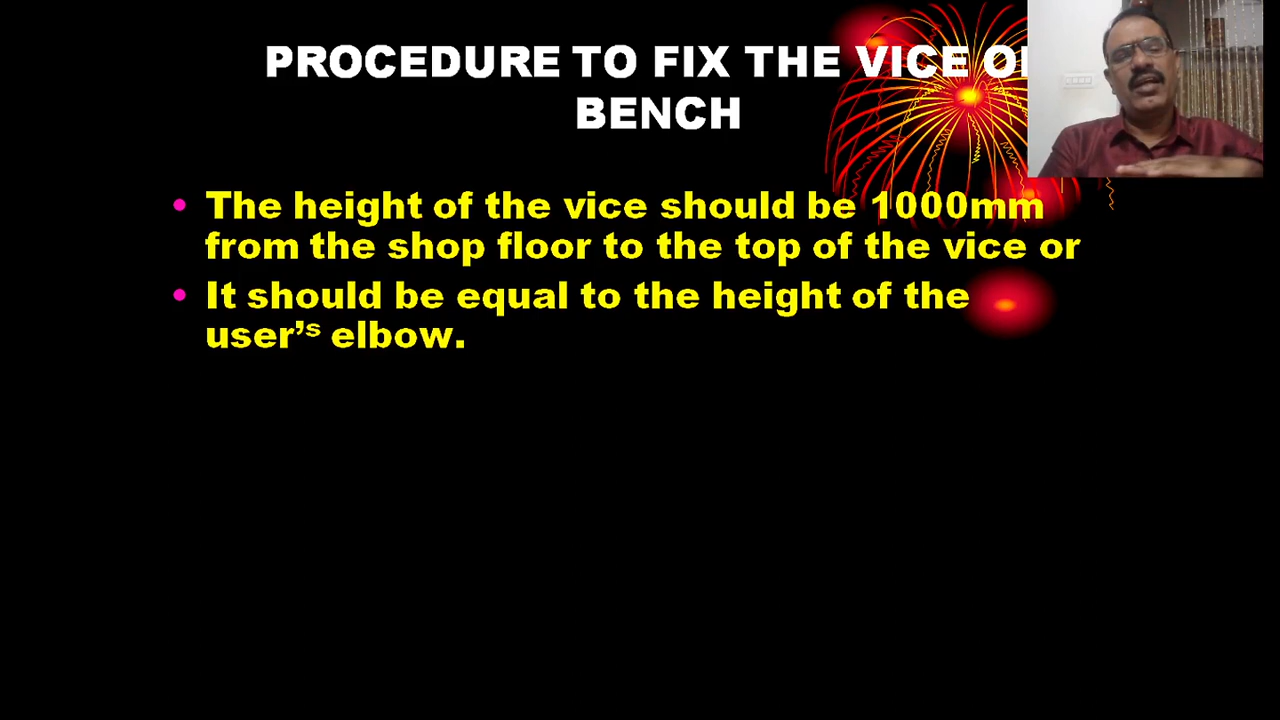 PROCEDURE TO FIX THE VICE
BENCH
• The height of the vice should be 1000mm
from the shop floor to the top of the vice or
• It should be equal to the height of the
user’s elbow.